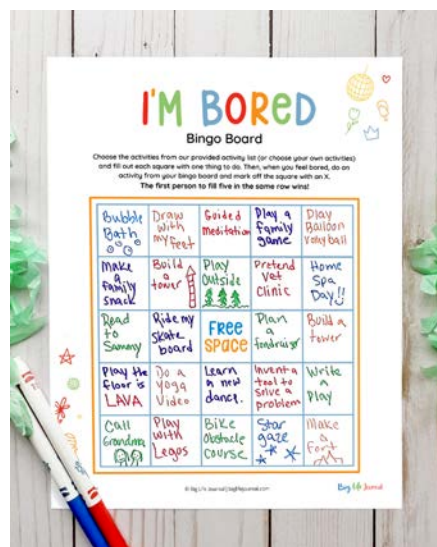 I'M BORED
Bingo Board
Choose the activities from our provided activity list (or choose your own activities)
and fill out each square with one thing to do. Then, when you feel bored, do an
activity from your bingo board and mark off the square with an X.
The first person to fill five in the same row wins!
Bubble
Bath
Draw
with
my feet
Guided
Meditation
Play a
family
game
Play
Balloon
Volleyball
Make
a
family
snack
Build
a
tower
Play
Outside
Pretend
Vet
Clinic
Home
Spa
Day!!
Read
to
Sammy
Ride my
skate
board
FREE
SPACE
Plan
a
fundraiser
Build a
tower
Play the
floor is
LAVA
Do a
Yoga
Video
Learn
a new
dance.
Invent a
tool to
solve a
problem
Write
a
Play
Call
Grandma
Play
with
Legos
Bike
Obstacle
Course
Star
gaze
Make
a
Fort
© Big Life Journal | biglifejournal.com
Big Life Journal